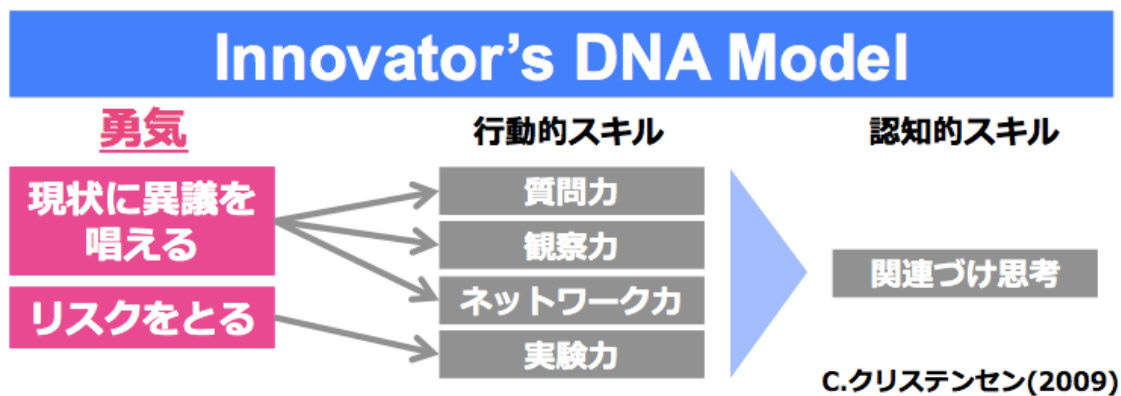 Innovator’s DNA Model
勇気
行動的スキル
認知的スキル
現状に異議を
唱える
リスクをとる
質問力
観察力
ネットワーク力
実験力
関連づけ思考
C.クリステンセン(2009)